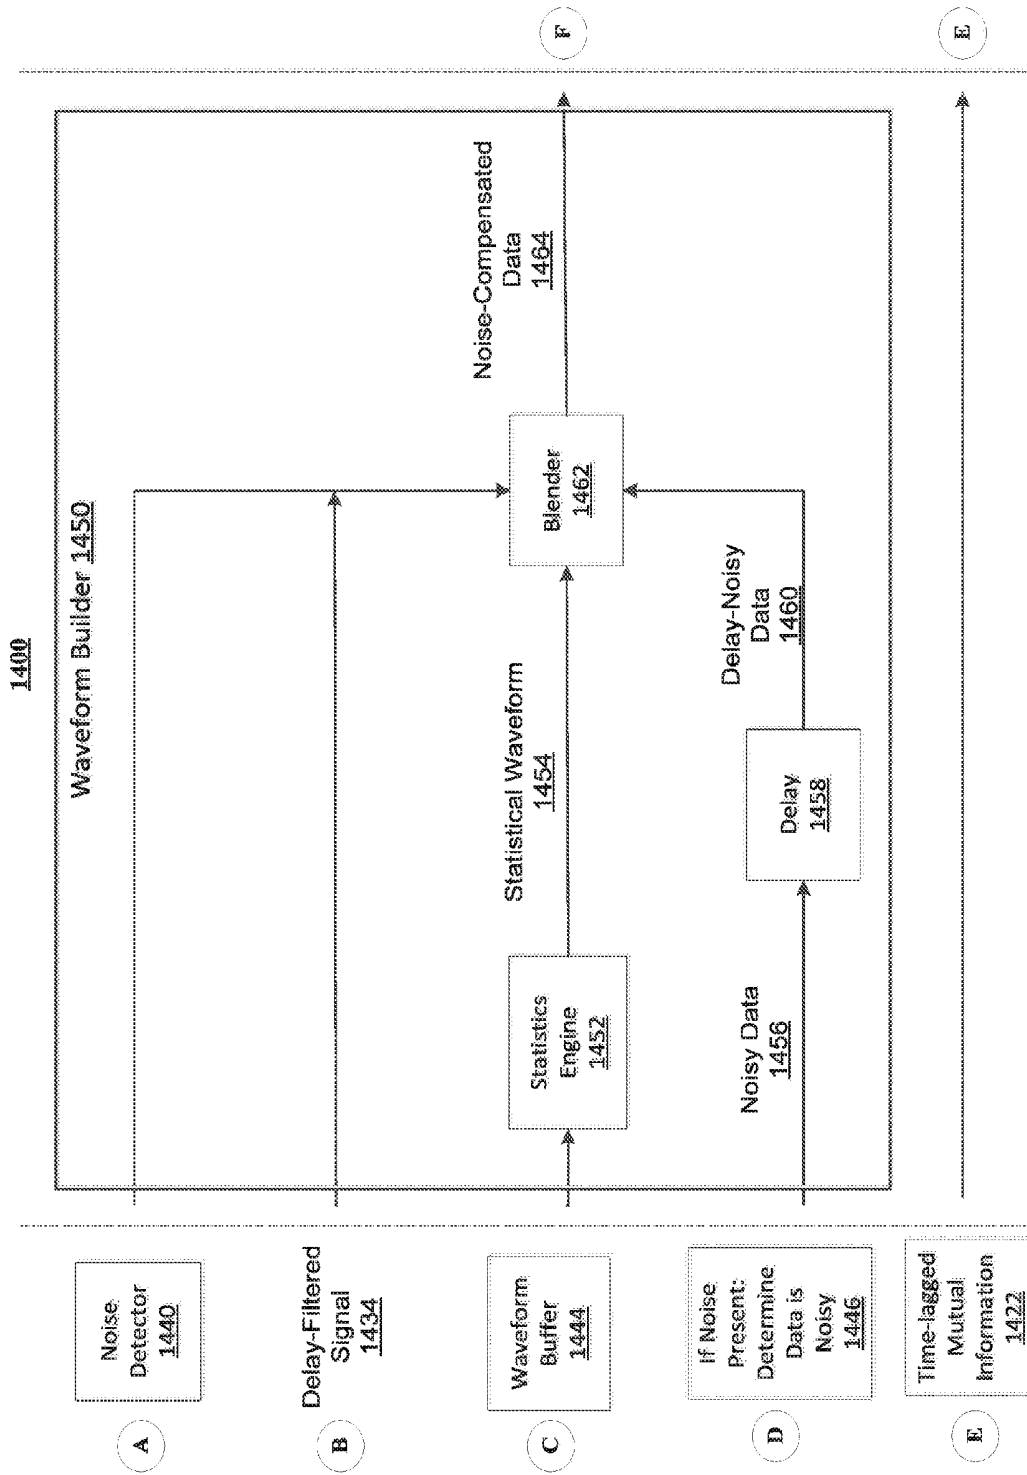 1400
Waveform Builder 1450
A
Noise
Detector
1440
B
Delay-Filtered
Signal
1434
C
Waveform
Buffer
1444
Statistics
Engine
1452
Statistical Waveform
1454
Blender
1462
Noise-Compensated
Data
1464
F
D
If Noise
Present:
Determine
Data is
Noisy
1446
Noisy Data
1456
Delay
1458
Delay-Noisy
Data
1460
E
Time-lagged
Mutual
Information
1422
E